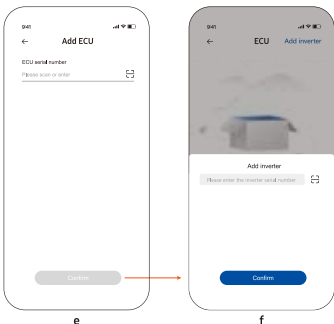 9:41
Add ECU
ECU serial number
Please scan or enter
Confirm
e
9:41
ECU
Add inverter
Add inverter
Please enter the inverter serial number
Confirm
f